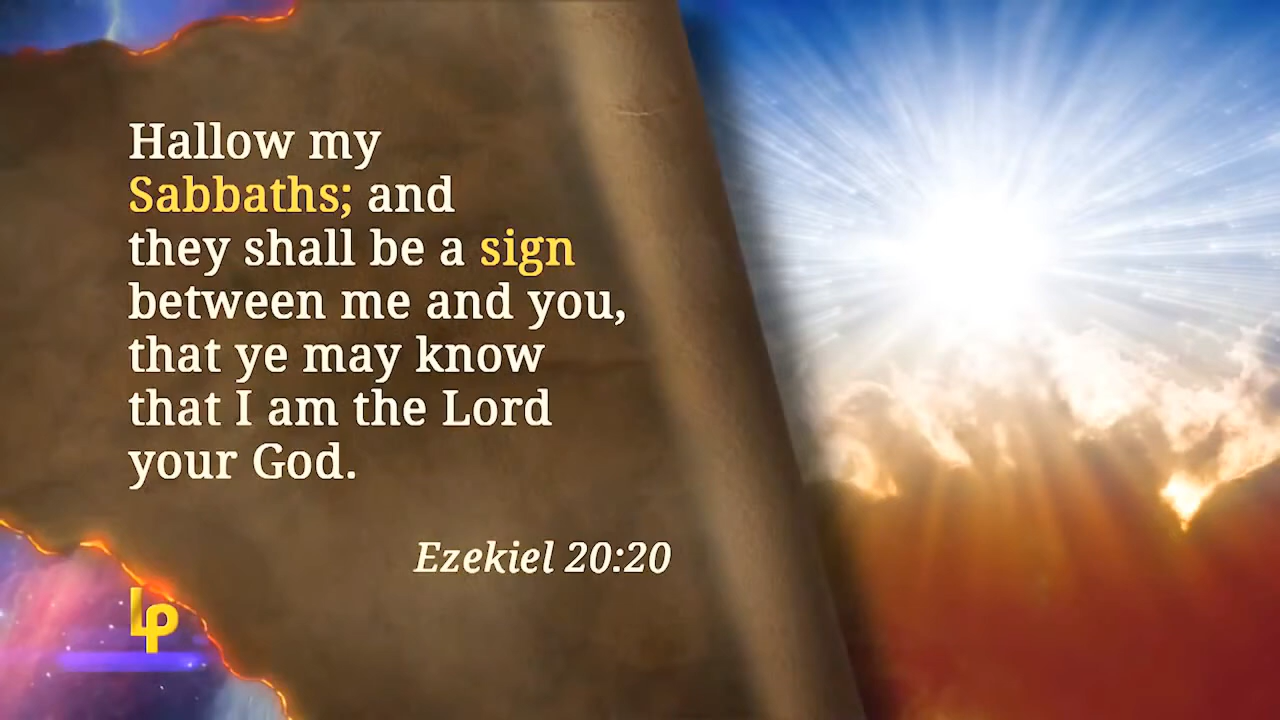 Hallow my
Sabbaths; and
they shall be a sign
between me and you,
that ye may know
that I am the Lord
your God.
Ezekiel 20:20
Lp